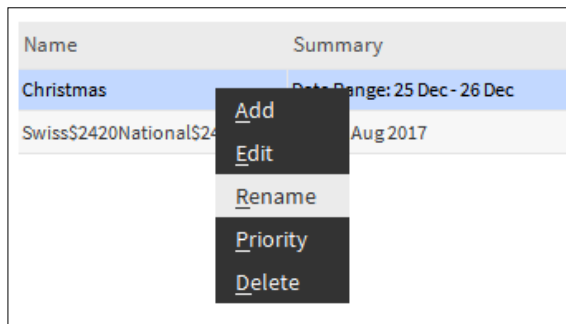 Name Summary
Christmas Date Range: 25 Dec - 26 Dec
Swiss$2420National$24 Aug 2017
Add
Edit
Rename
Priority
Delete